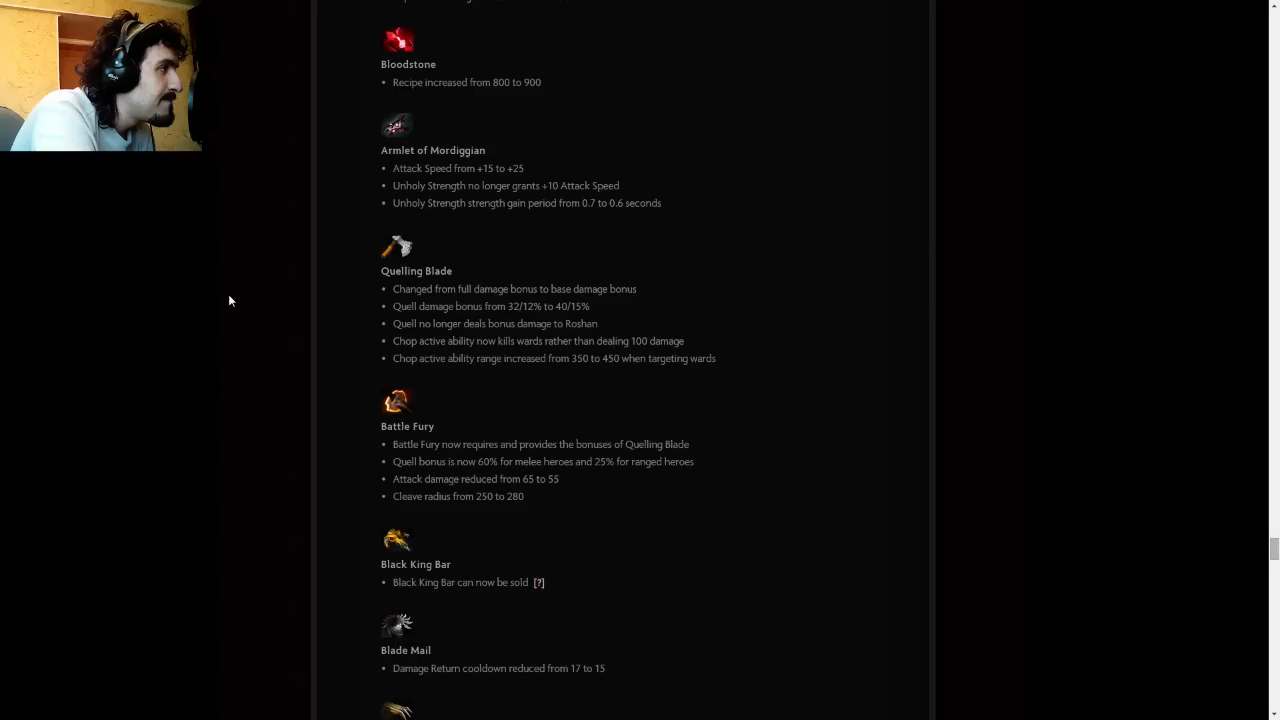 Bloodstone
• Recipe increased from 800 to 900
Armlet of Mordiggian
• Attack Speed from +15 to +25
• Unholy Strength no longer grants +10 Attack Speed
• Unholy Strength strength gain period from 0.7 to 0.6 seconds
Quelling Blade
• Changed from full damage bonus to base damage bonus
• Quell damage bonus from 32/12% to 40/15%
• Quell no longer deals bonus damage to Roshan
• Chop active ability now kills wards rather than dealing 100 damage
• Chop active ability range increased from 350 to 450 when targeting wards
Battle Fury
• Battle Fury now requires and provides the bonuses of Quelling Blade
• Quell bonus is now 60% for melee heroes and 25% for ranged heroes
• Attack damage reduced from 65 to 55
• Cleave radius from 250 to 280
Black King Bar
• Black King Bar can now be sold [?]
Blade Mail
• Damage Return cooldown reduced from 17 to 15